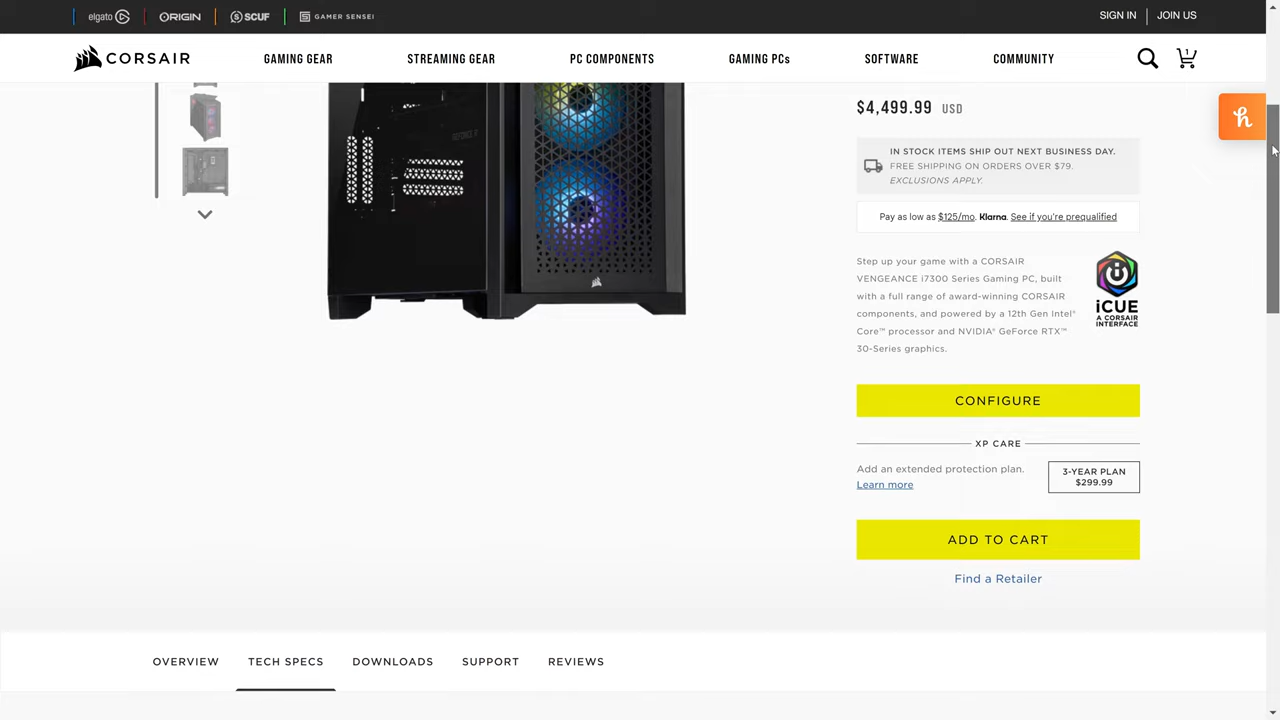 elgato
ORIGIN
SCUF
GAMER SENSEI
SIGN IN
JOIN US
CORSAIR
GAMING GEAR
STREAMING GEAR
PC COMPONENTS
GAMING PCs
SOFTWARE
COMMUNITY
1
$4,499.99 USD
IN STOCK ITEMS SHIP OUT NEXT BUSINESS DAY.
FREE SHIPPING ON ORDERS OVER $79.
EXCLUSIONS APPLY.
Pay as low as $125/mo. Klarna. See if you're prequalified
Step up your game with a CORSAIR
VENGEANCE i7300 Series Gaming PC, built
with a full range of award-winning CORSAIR
components, and powered by a 12th Gen Intel®
Core™ processor and NVIDIA® GeForce RTX™
30-Series graphics.
iCUE
A CORSAIR
INTERFACE
CONFIGURE
XP CARE
Add an extended protection plan.
Learn more
3-YEAR PLAN
$299.99
ADD TO CART
Find a Retailer
OVERVIEW
TECH SPECS
DOWNLOADS
SUPPORT
REVIEWS